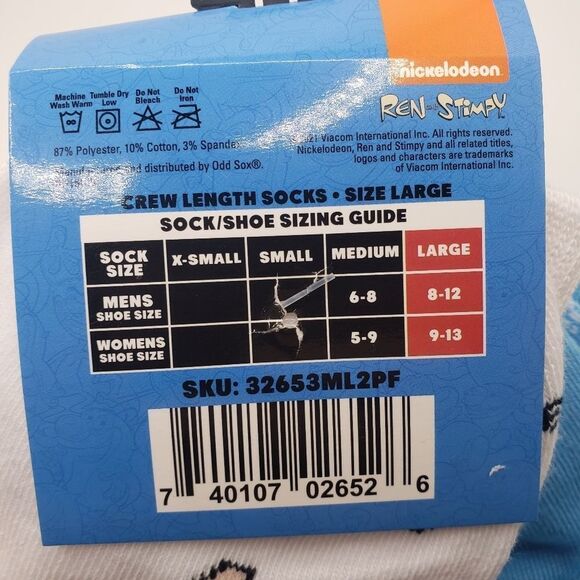 nickelodeon
REN AND STIMPY
Machine Wash Warm
Tumble Dry Low
Do Not Bleach
Do Not Iron
Viacom International Inc. All rights reserved.
Nickelodeon, Ren and Stimpy and all related titles,
logos and characters are trademarks
of Viacom International Inc.
87% Polyester, 10% Cotton, 3% Spandex
and distributed by Odd Sox®.
CREW LENGTH SOCKS • SIZE LARGE
SOCK/SHOE SIZING GUIDE
SOCK SIZE X-SMALL SMALL MEDIUM LARGE
MENS SHOE SIZE 6-8 8-12
WOMENS SHOE SIZE 5-9 9-13
SKU: 32653ML2PF
7 40107 02652 6